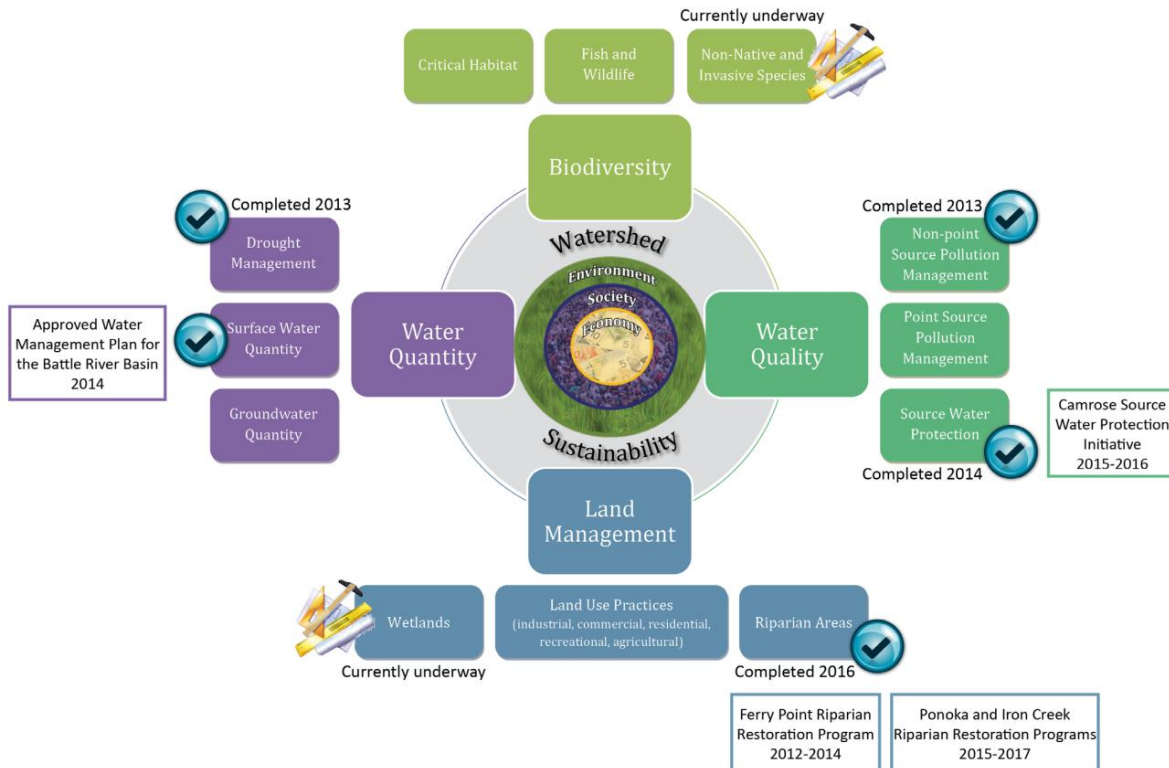 Currently underway
Critical Habitat
Fish and
Wildlife
Non-Native and
Invasive Species
Biodiversity
Completed 2013
Drought
Management
Surface Water
Quantity
Groundwater
Quantity
Approved Water
Management Plan for
the Battle River Basin
2014
Water
Quantity
Watershed
Environment
Society
Economy
Sustainability
Water
Quality
Completed 2013
Non-point
Source Pollution
Management
Point Source
Pollution
Management
Source Water
Protection
Completed 2014
Camrose Source
Water Protection
Initiative
2015-2016
Land
Management
Wetlands
Currently underway
Land Use Practices
(industrial, commercial, residential,
recreational, agricultural)
Riparian Areas
Completed 2016
Ferry Point Riparian
Restoration Program
2012-2014
Ponoka and Iron Creek
Riparian Restoration Programs
2015-2017